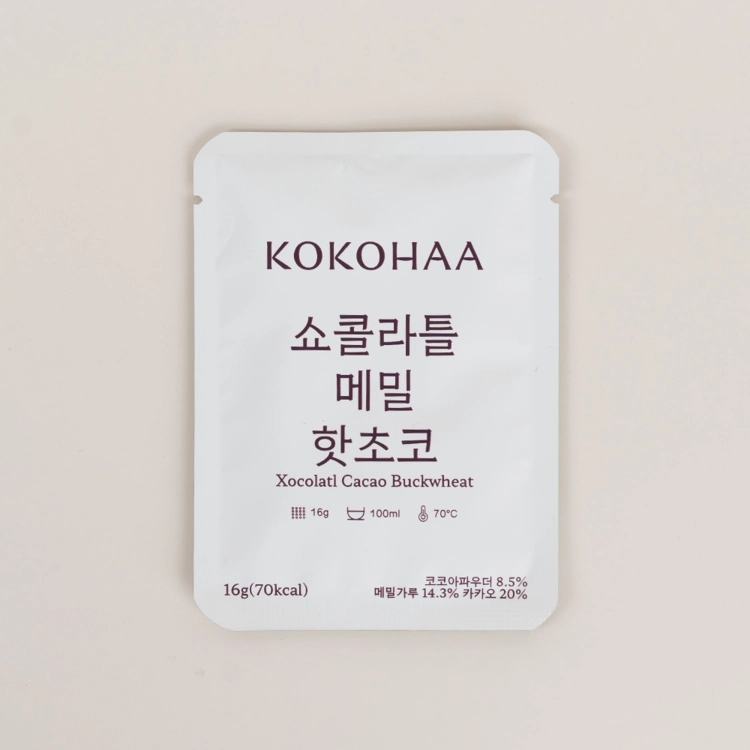 KOKOHAA
쇼콜라틀
메밀
핫초코
Xocolatl Cacao Buckwheat
16g 100ml 70°C
16g(70kcal)
코코아파우더 8.5%
메밀가루 14.3% 카카오 20%